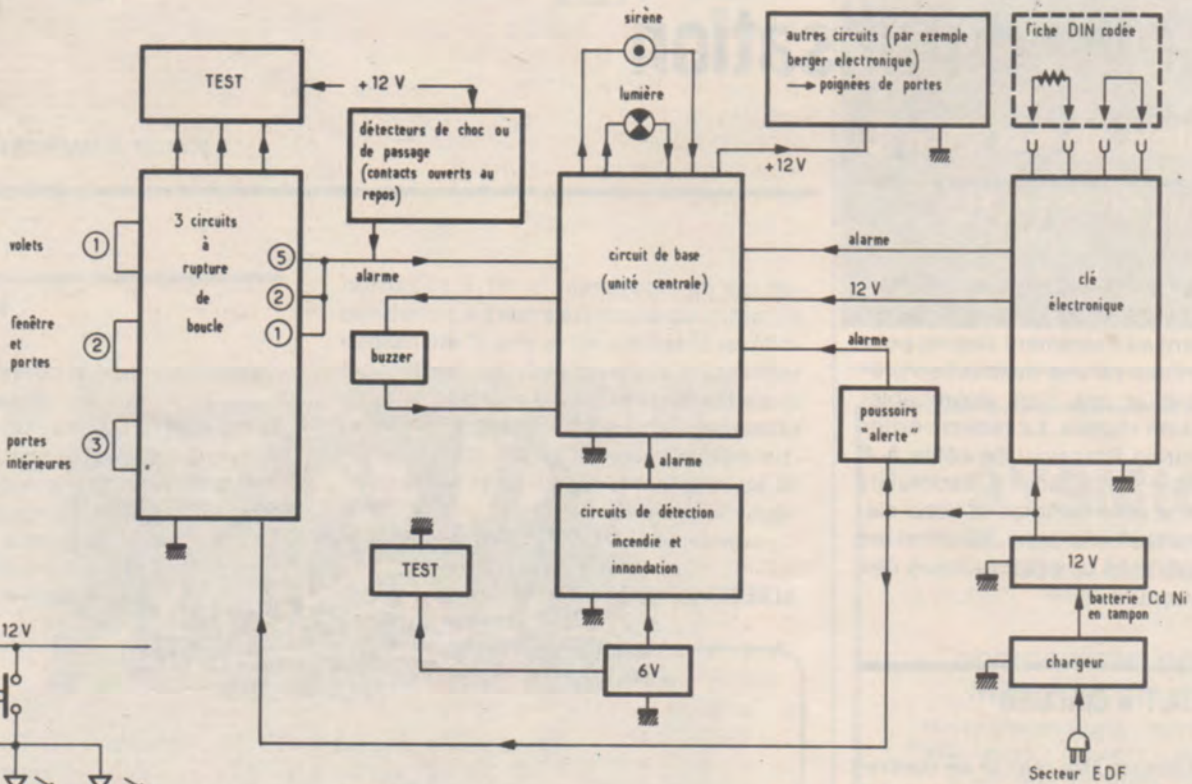 sation
sirène
lumière
autres circuits (par exemple
berger electronique)
→ poignées de portes
fiche DIN codée
TEST
+12 V
détecteurs de choc ou
de passage
(contacts ouverts au
repos)
+12 V
volets
1
fenêtre
et
portes
2
portes
intérieures
3
3 circuits
à
rupture
de
boucle
5
2
1
alarme
buzzer
circuit de base
(unité centrale)
alarme
12 V
alarme
clé
électronique
poussoirs
"alerte"
alarme
circuits de détection
incendie et
innondation
TEST
6V
12V
batterie Cd Ni
en tampon
chargeur
Secteur EDF
12 V